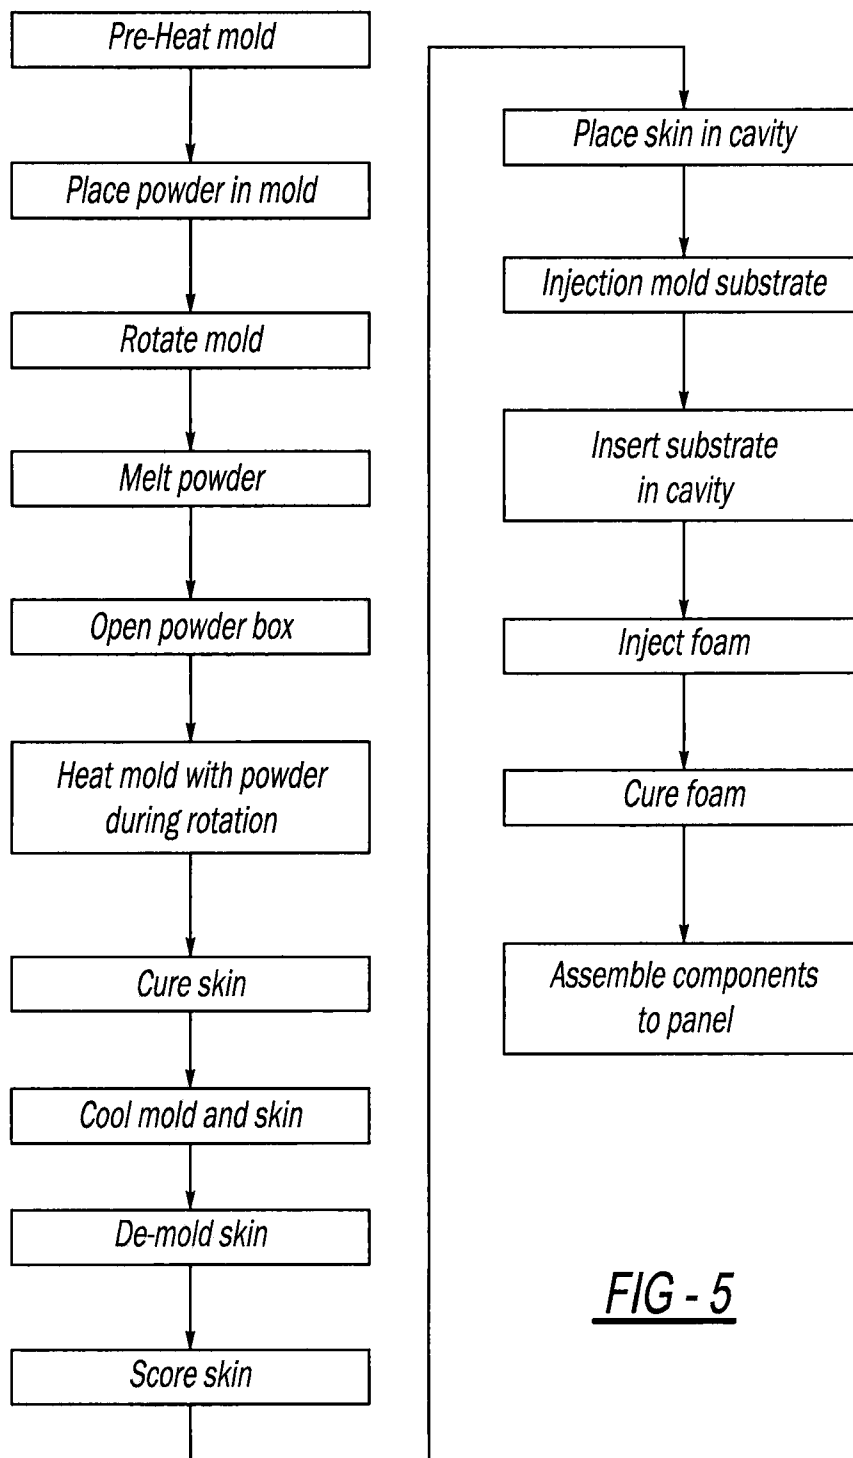 Pre-Heat mold
Place powder in mold
Rotate mold
Melt powder
Open powder box
Heat mold with powder
during rotation
Cure skin
Cool mold and skin
De-mold skin
Score skin
Place skin in cavity
Injection mold substrate
Insert substrate
in cavity
Inject foam
Cure foam
Assemble components
to panel
FIG - 5